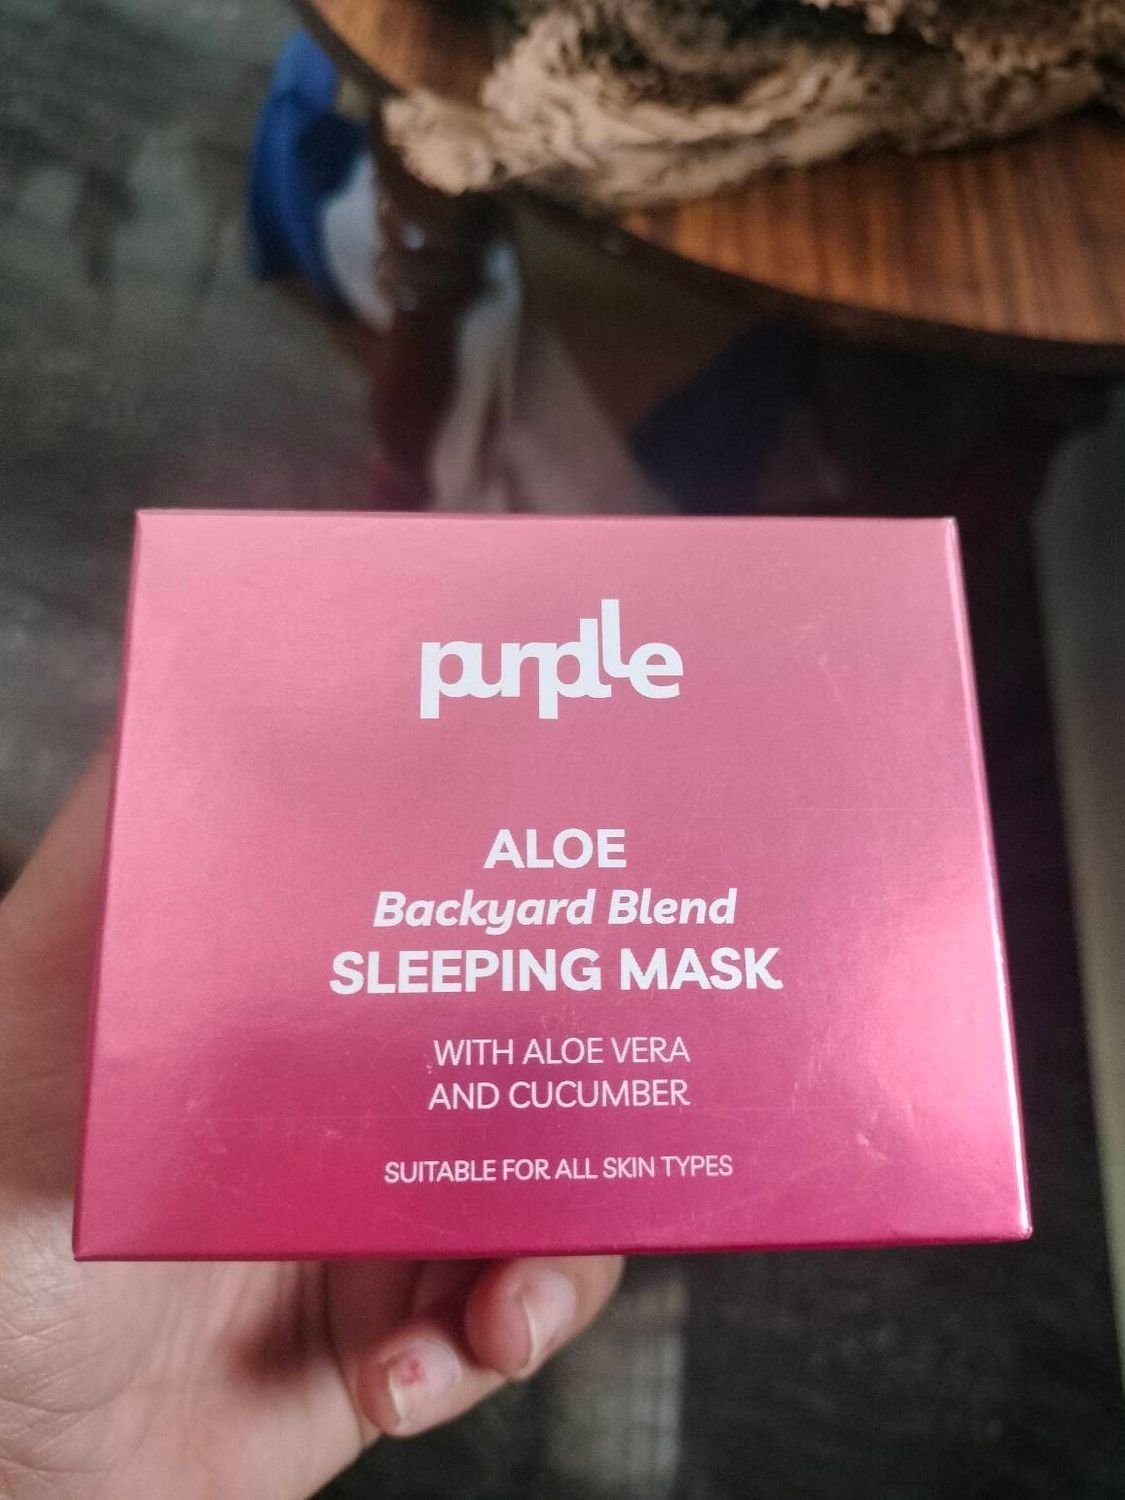 purplle
ALOE
Backyard Blend
SLEEPING MASK
WITH ALOE VERA
AND CUCUMBER
SUITABLE FOR ALL SKIN TYPES